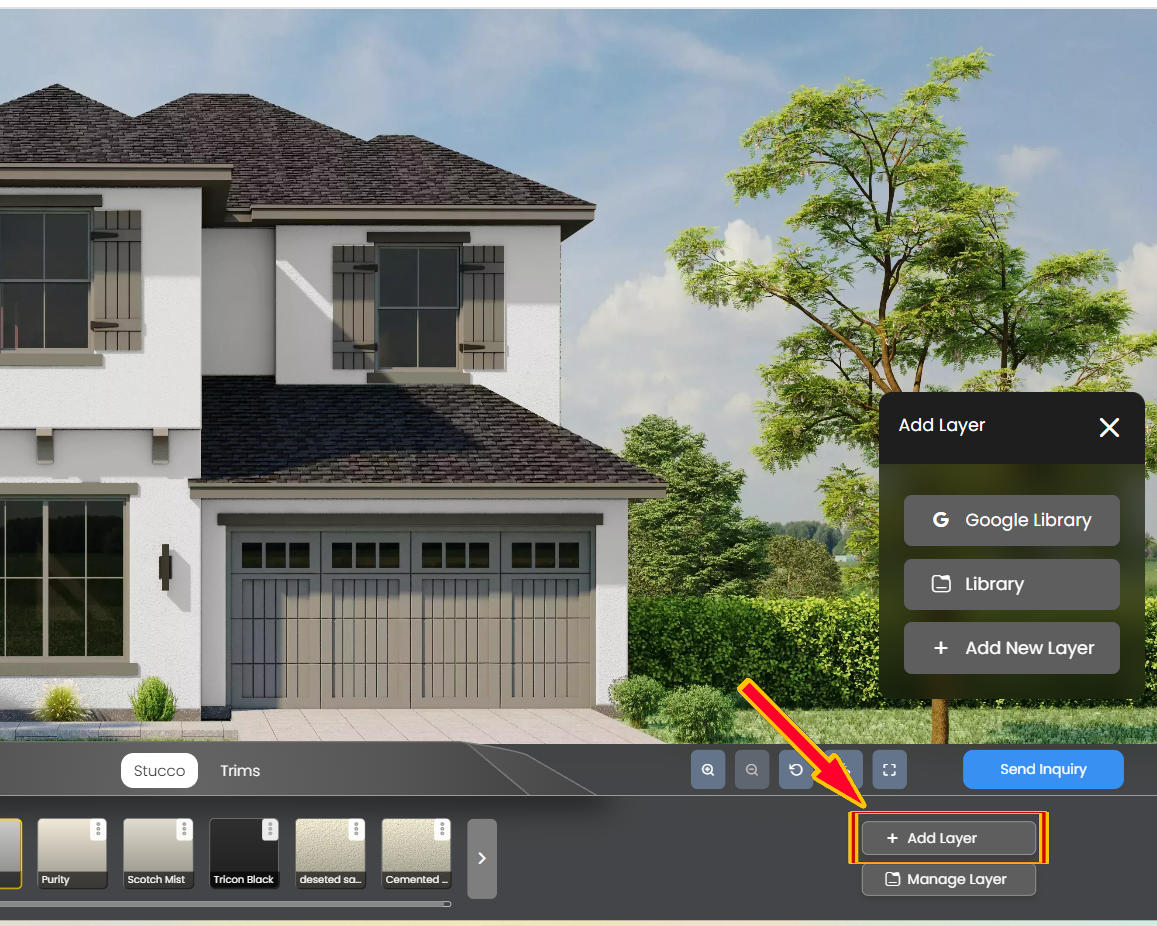 Add Layer
Google Library
Library
+ Add New Layer
Stucco
Trims
Send Inquiry
+ Add Layer
Purity
Scotch Mist
Tricon Black
deseted sa...
Cemented ...
Manage Layer